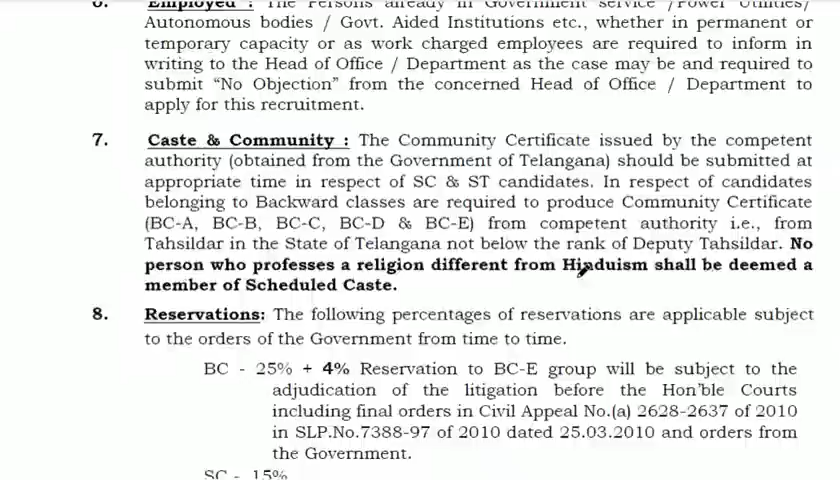 6. Employed : The Persons already in Government service /Power Utilities/
Autonomous bodies / Govt. Aided Institutions etc., whether in permanent or
temporary capacity or as work charged employees are required to inform in
writing to the Head of Office / Department as the case may be and required to
submit “No Objection” from the concerned Head of Office / Department to
apply for this recruitment.
7. Caste & Community : The Community Certificate issued by the competent
authority (obtained from the Government of Telangana) should be submitted at
appropriate time in respect of SC & ST candidates. In respect of candidates
belonging to Backward classes are required to produce Community Certificate
(BC-A, BC-B, BC-C, BC-D & BC-E) from competent authority i.e., from
Tahsildar in the State of Telangana not below the rank of Deputy Tahsildar. No
person who professes a religion different from Hinduism shall be deemed a
member of Scheduled Caste.
8. Reservations: The following percentages of reservations are applicable subject
to the orders of the Government from time to time.
BC - 25% + 4% Reservation to BC-E group will be subject to the
adjudication of the litigation before the Hon’ble Courts
including final orders in Civil Appeal No.(a) 2628-2637 of 2010
in SLP.No.7388-97 of 2010 dated 25.03.2010 and orders from
the Government.
SC - 15%